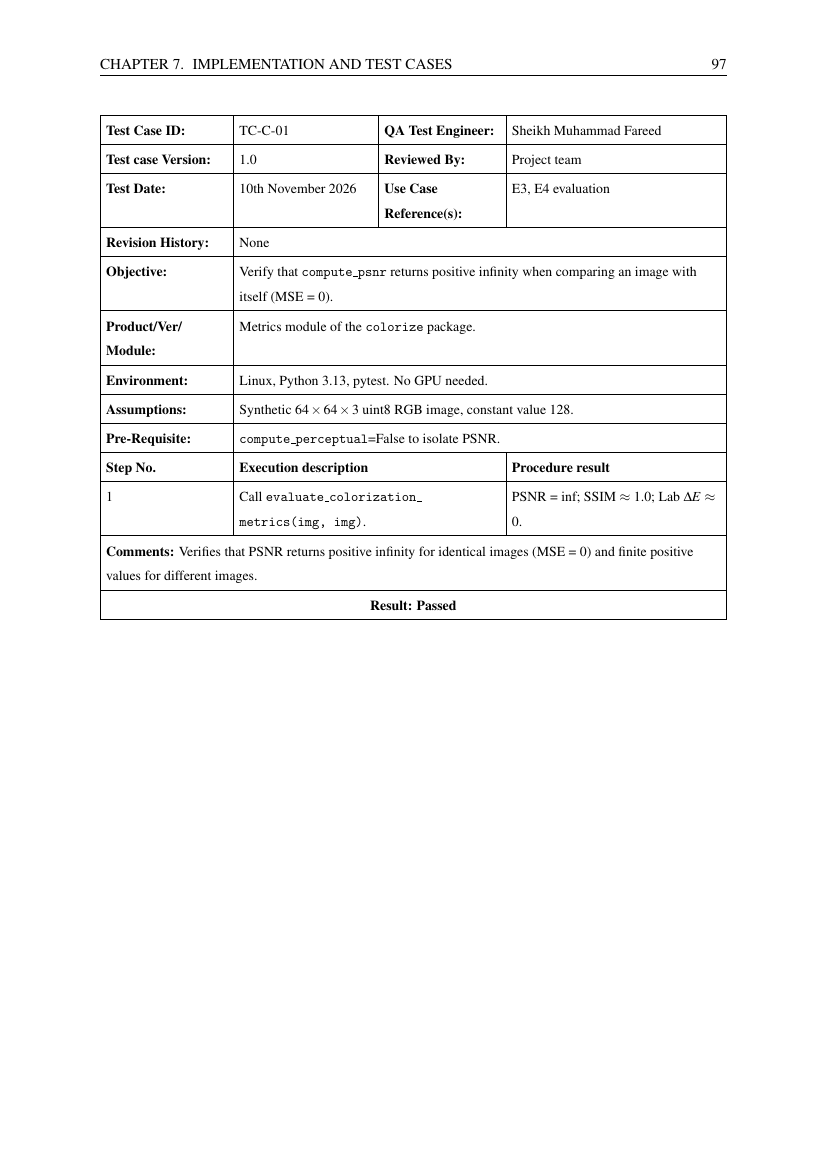 CHAPTER 7. IMPLEMENTATION AND TEST CASES 97
Test Case ID: TC-C-01 QA Test Engineer: Sheikh Muhammad Fareed
Test case Version: 1.0 Reviewed By: Project team
Test Date: 10th November 2026 Use Case E3, E4 evaluation
Reference(s):
Revision History: None
Objective: Verify that compute_psnr returns positive infinity when comparing an image with
itself (MSE = 0).
Product/Ver/ Metrics module of the colorize package.
Module:
Environment: Linux, Python 3.13, pytest. No GPU needed.
Assumptions: Synthetic 64 × 64 × 3 uint8 RGB image, constant value 128.
Pre-Requisite: compute_perceptual=False to isolate PSNR.
Step No. Execution description Procedure result
1 Call evaluate_colorization_ PSNR = inf; SSIM ≈ 1.0; Lab ΔE ≈
metrics(img, img). 0.
Comments: Verifies that PSNR returns positive infinity for identical images (MSE = 0) and finite positive
values for different images.
Result: Passed